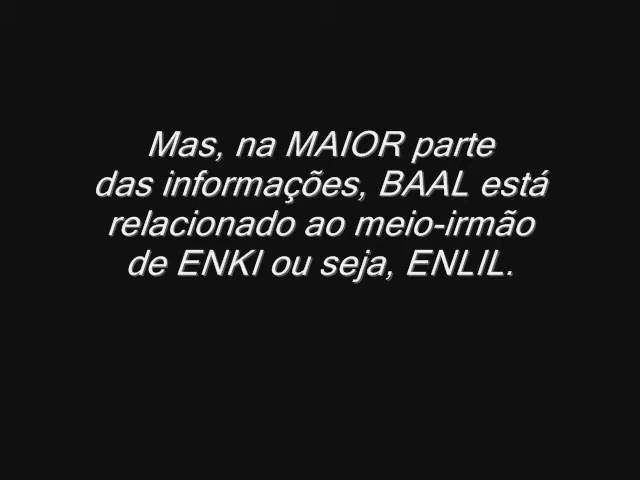 Mas, na MAIOR parte
das informações, BAAL está
relacionado ao meio-irmão
de ENKI ou seja, ENLIL.